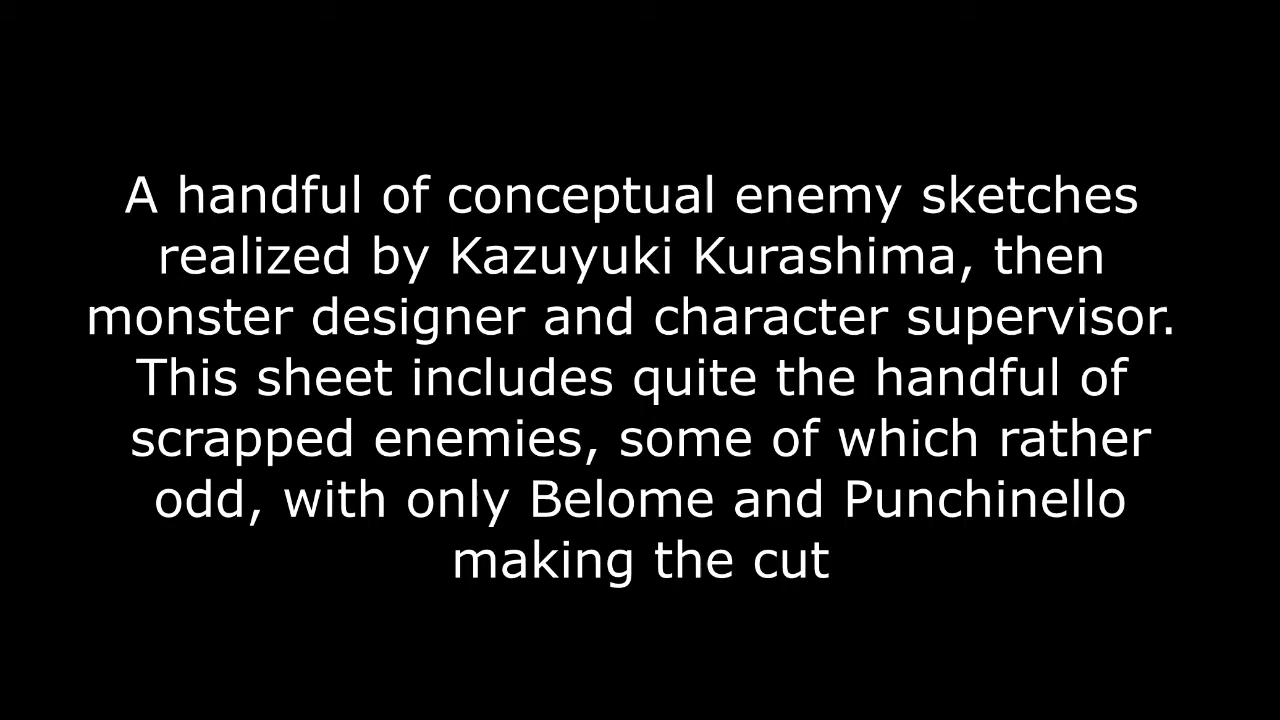 A handful of conceptual enemy sketches
realized by Kazuyuki Kurashima, then
monster designer and character supervisor.
This sheet includes quite the handful of
scrapped enemies, some of which rather
odd, with only Belome and Punchinello
making the cut